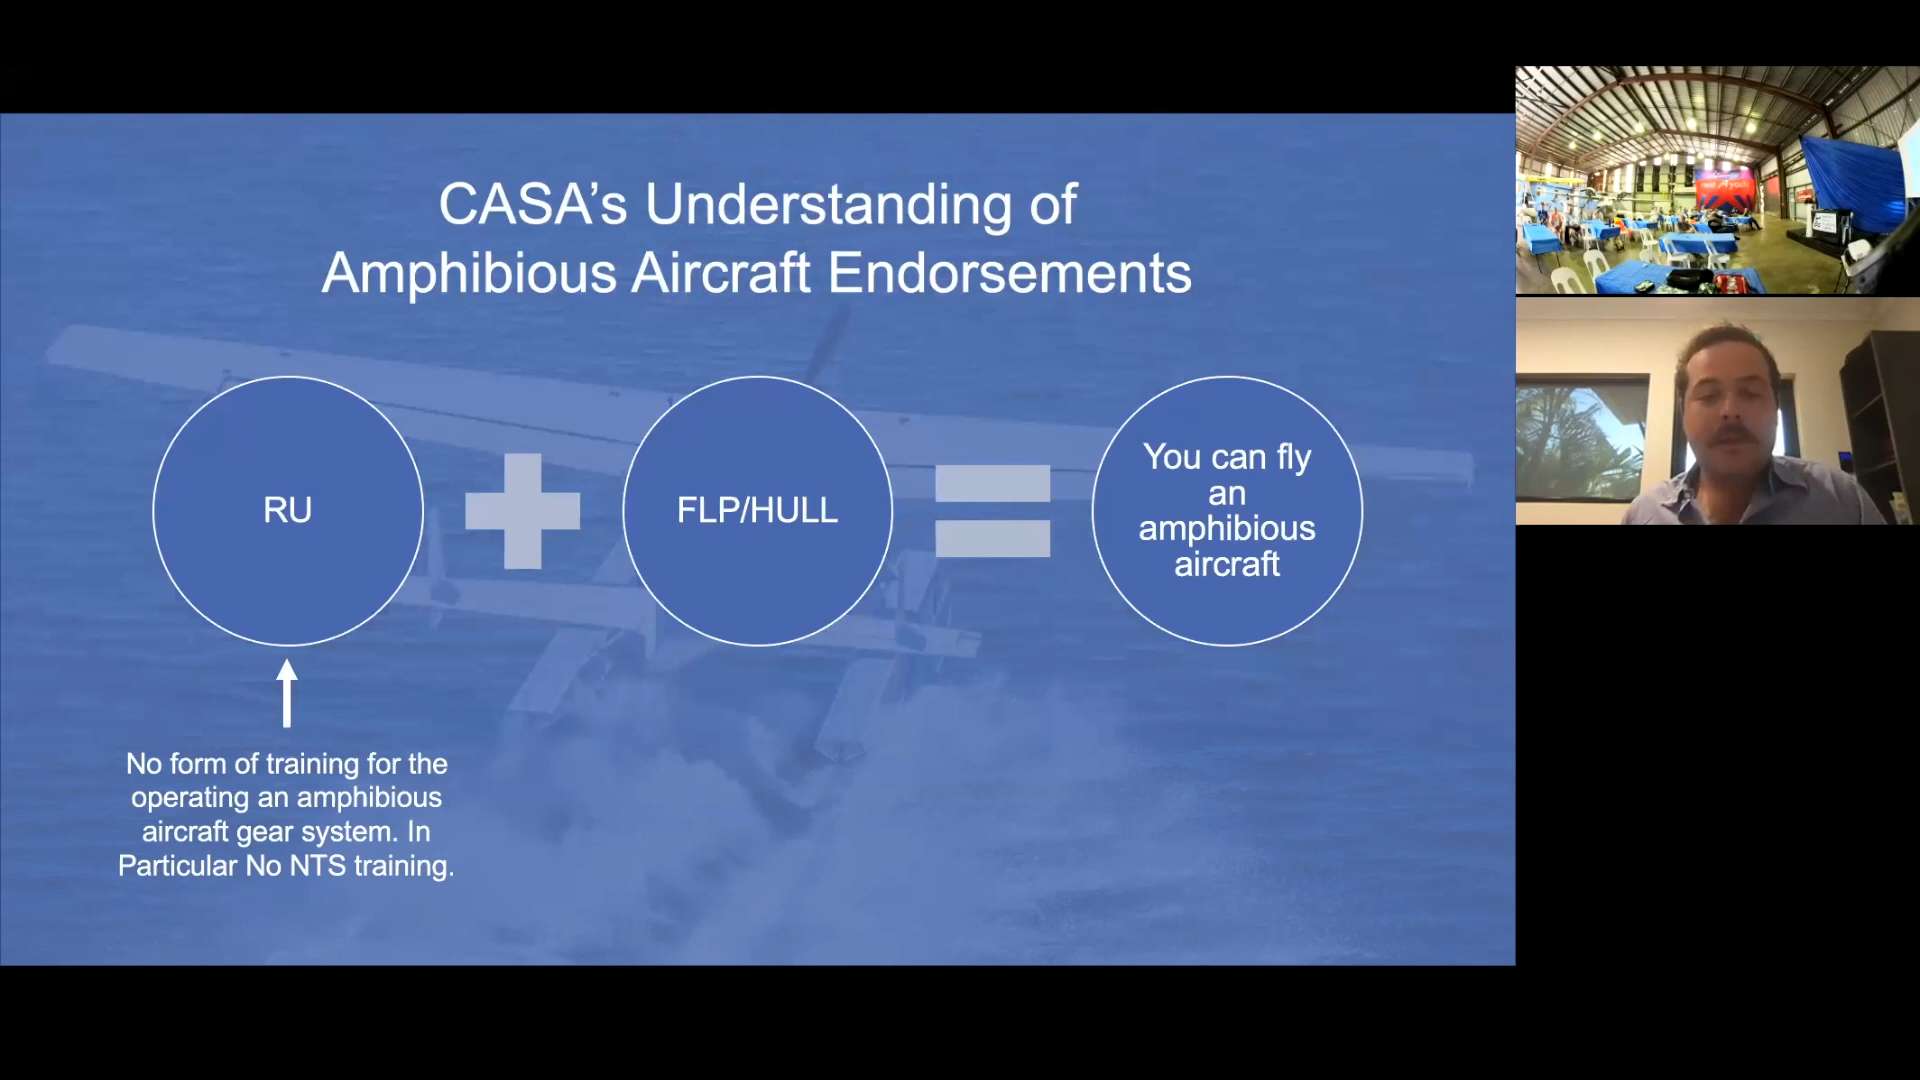 CASA’s Understanding of
Amphibious Aircraft Endorsements
RU
FLP/HULL
You can fly
an
amphibious
aircraft
No form of training for the
operating an amphibious
aircraft gear system. In
Particular No NTS training.